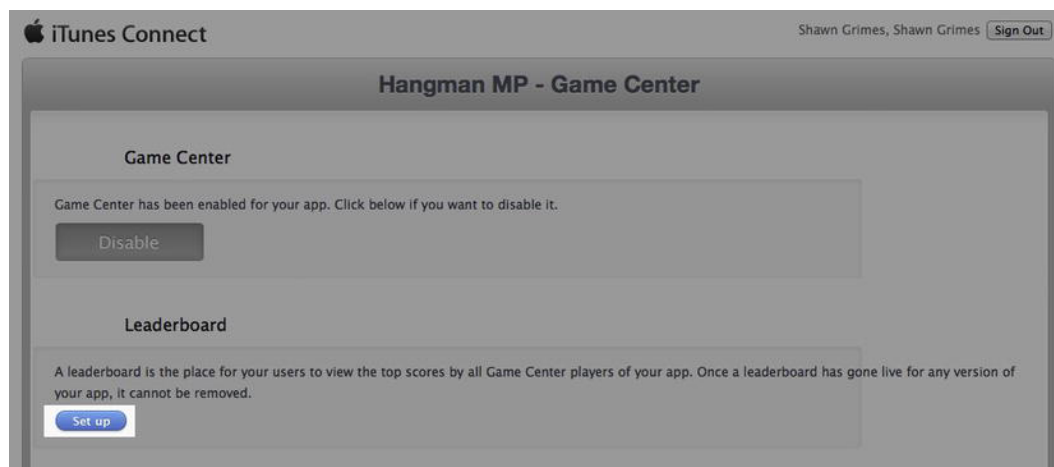 iTunes Connect
Shawn Grimes, Shawn Grimes Sign Out
Hangman MP - Game Center
Game Center
Game Center has been enabled for your app. Click below if you want to disable it.
Disable
Leaderboard
A leaderboard is the place for your users to view the top scores by all Game Center players of your app. Once a leaderboard has gone live for any version of
your app, it cannot be removed.
Set up